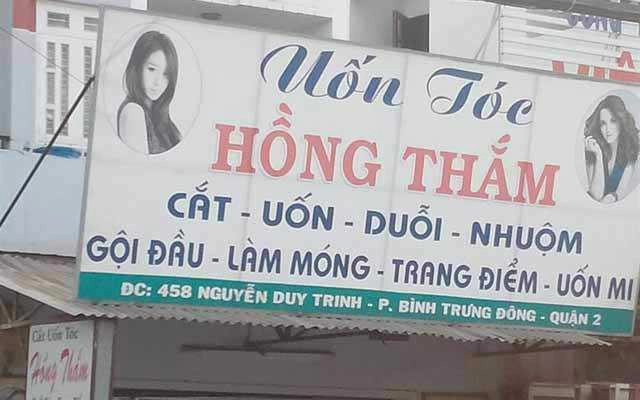 Uốn Tóc
HỒNG THẮM
CẮT - UỐN - DUỖI - NHUỘM
GỘI ĐẦU - LÀM MÓNG - TRANG ĐIỂM - UỐN MI
ĐC: 458 NGUYỄN DUY TRINH - P. BÌNH TRƯNG ĐÔNG - QUẬN 2
Cắt Uốn Tóc
Hồng Thắm